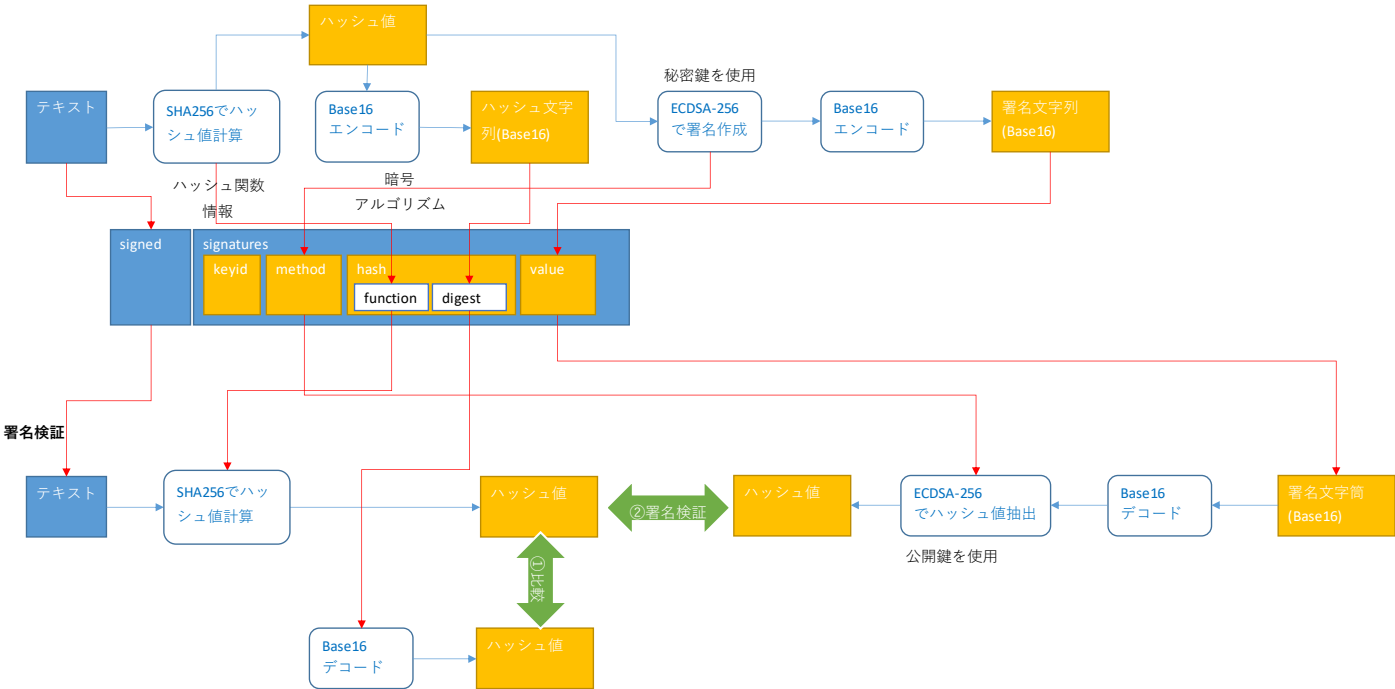 ハッシュ値
秘密鍵を使用
テキスト
SHA256でハッ
シュ値計算
Base16
エンコード
ハッシュ文字
列(Base16)
ECDSA-256
で署名作成
Base16
エンコード
署名文字列
(Base16)
ハッシュ関数
情報
暗号
アルゴリズム
signed
signatures
keyid
method
hash
function
digest
value
署名検証
テキスト
SHA256でハッ
シュ値計算
ハッシュ値
②署名検証
ハッシュ値
ECDSA-256
でハッシュ値抽出
Base16
デコード
署名文字筒
(Base16)
公開鍵を使用
①比較
Base16
デコード
ハッシュ値